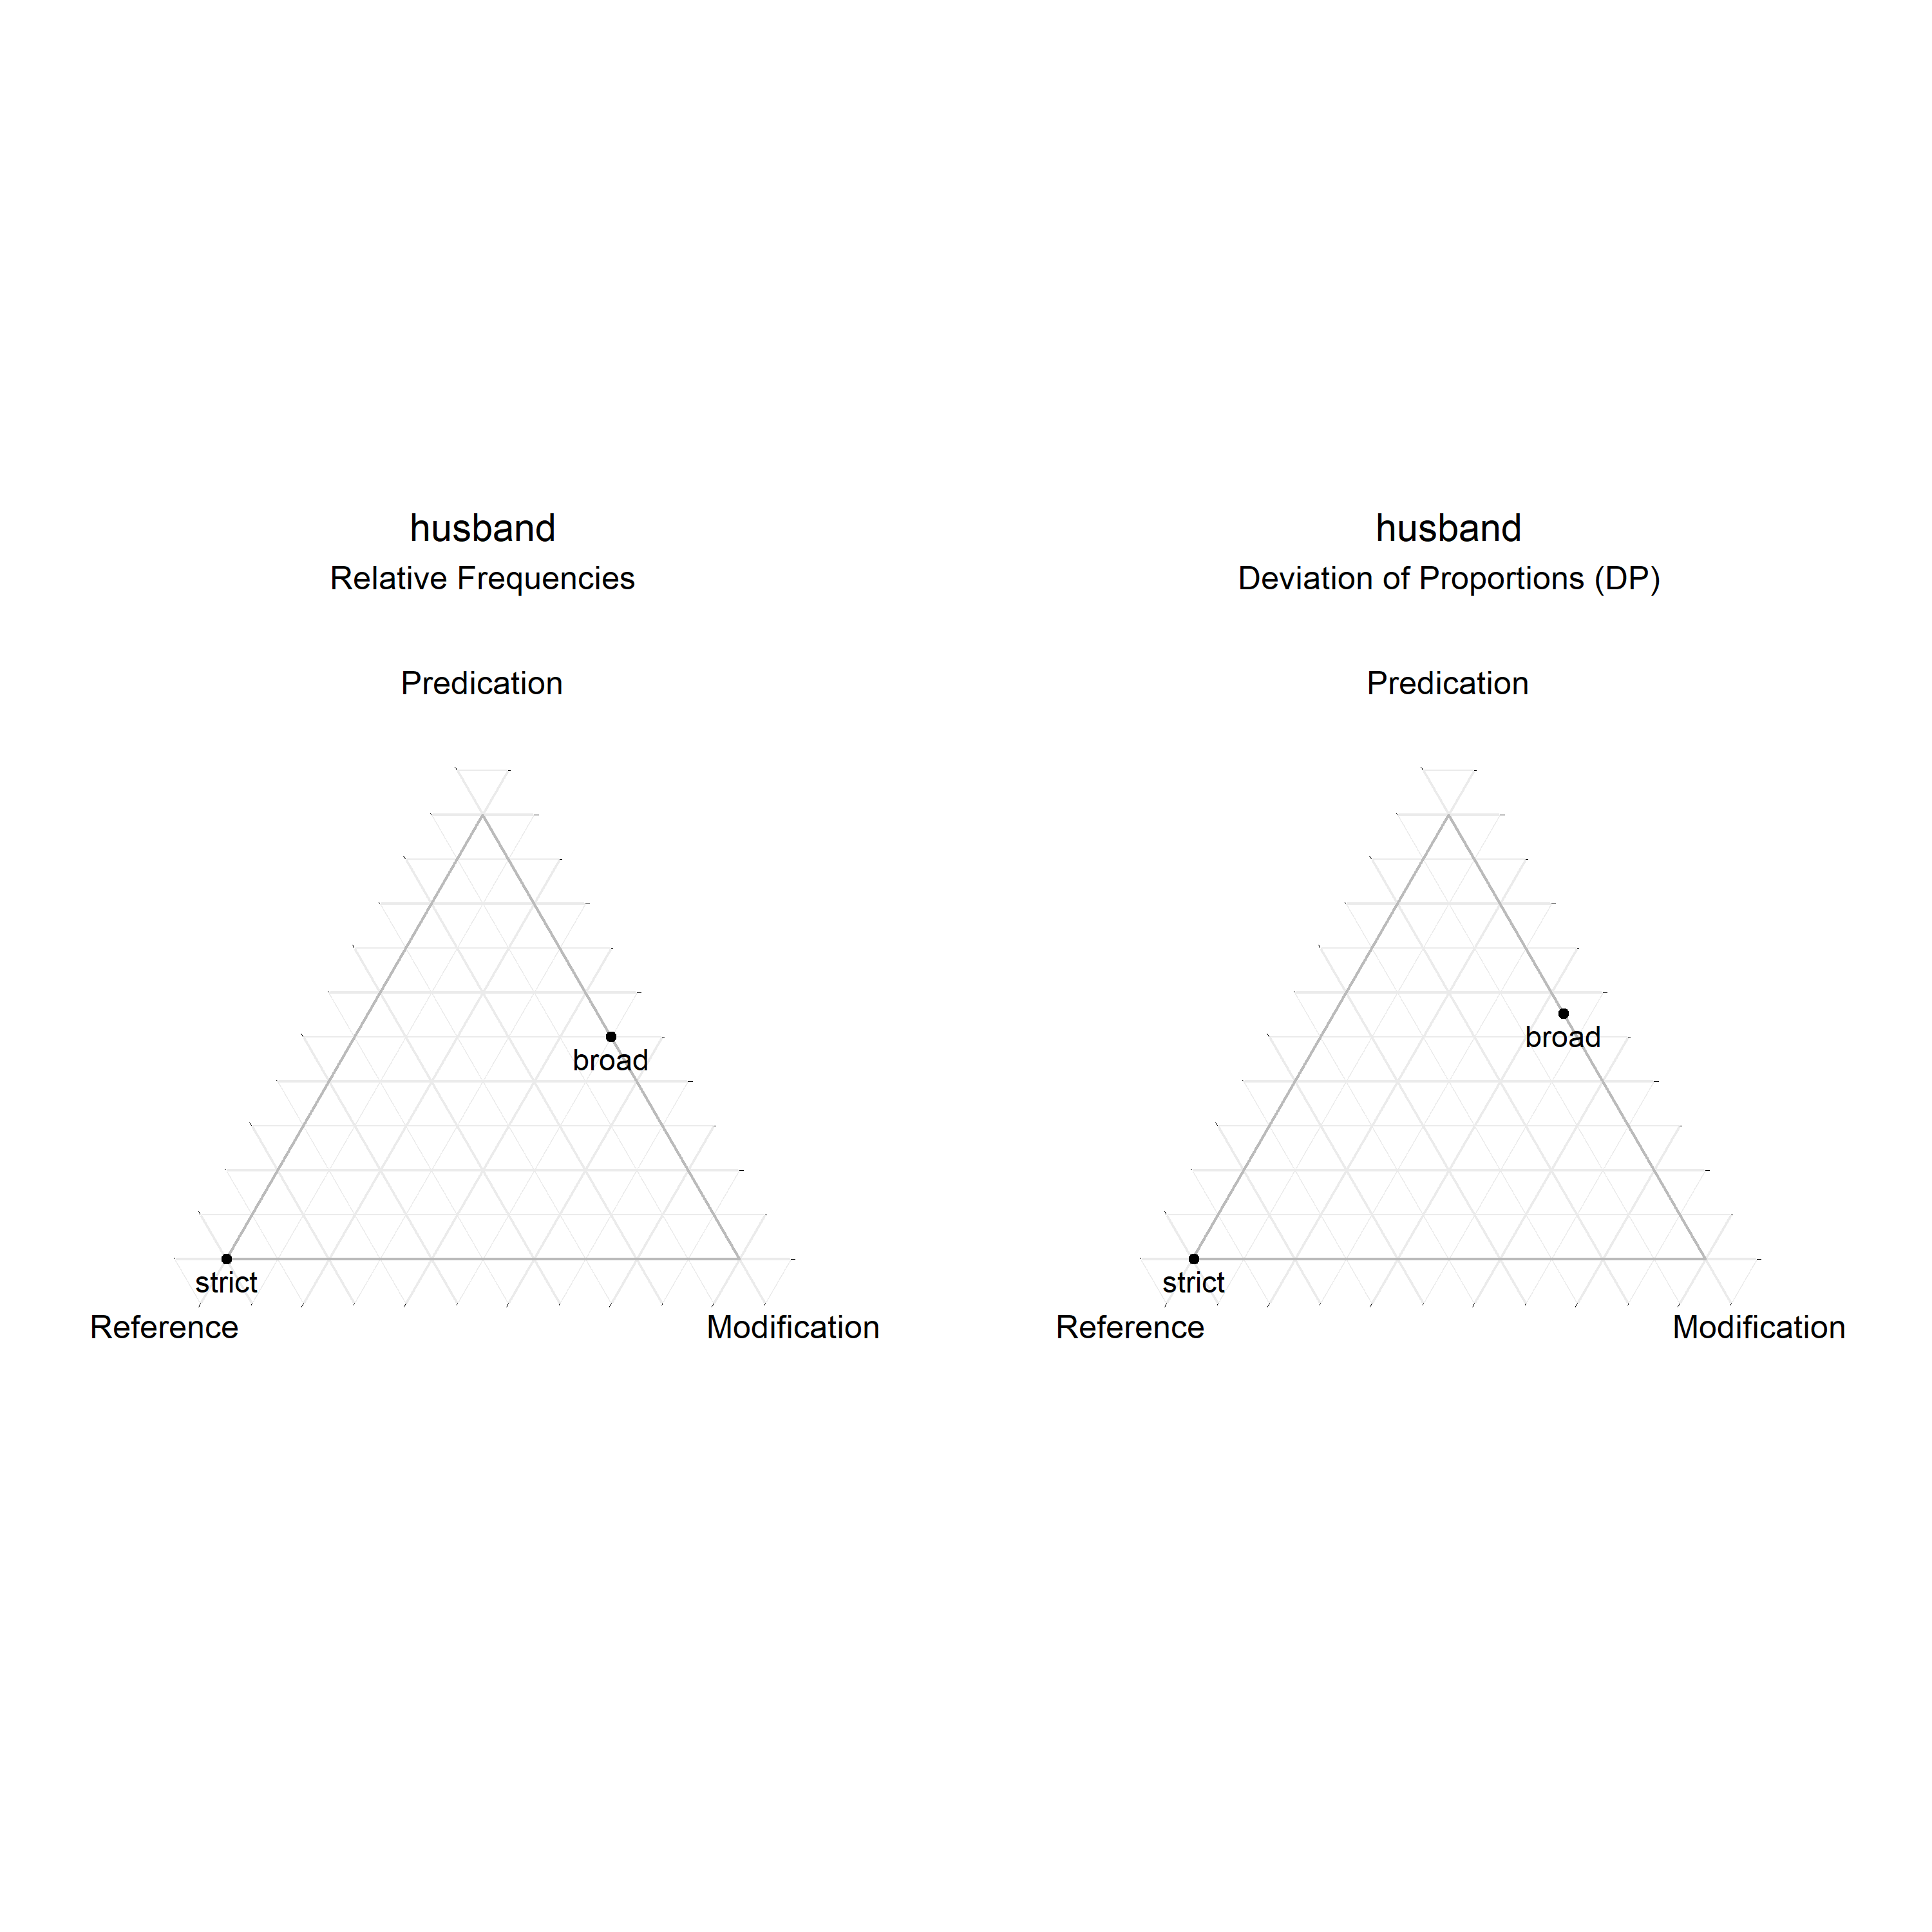 husband
Relative Frequencies
Predication
broad
strict
Reference
Modification
husband
Deviation of Proportions (DP)
Predication
broad
strict
Reference
Modification